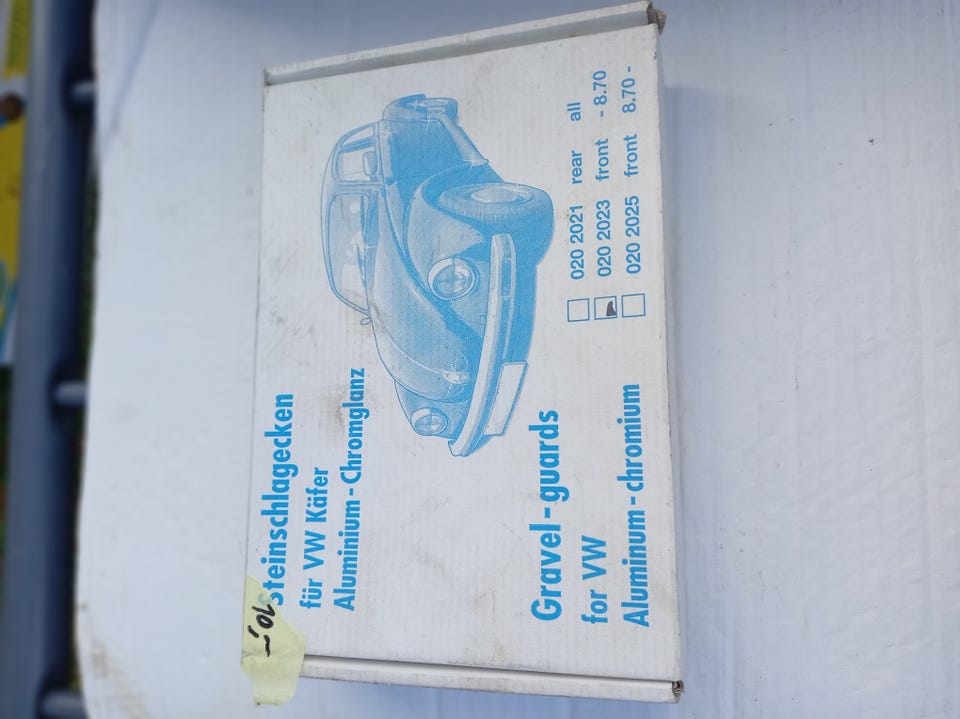 10,-
Steinschlagecken
für VW Käfer
Aluminium-Chromglanz
Gravel-guards
for VW
Aluminum-chromium
020 2021 rear all
020 2023 front - 8.70
020 2025 front 8.70 -